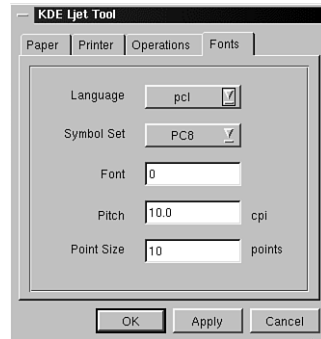 KDE Ljet Tool
Paper Printer Operations Fonts
Language pcl
Symbol Set PC8
Font 0
Pitch 10.0 cpi
Point Size 10 points
OK Apply Cancel